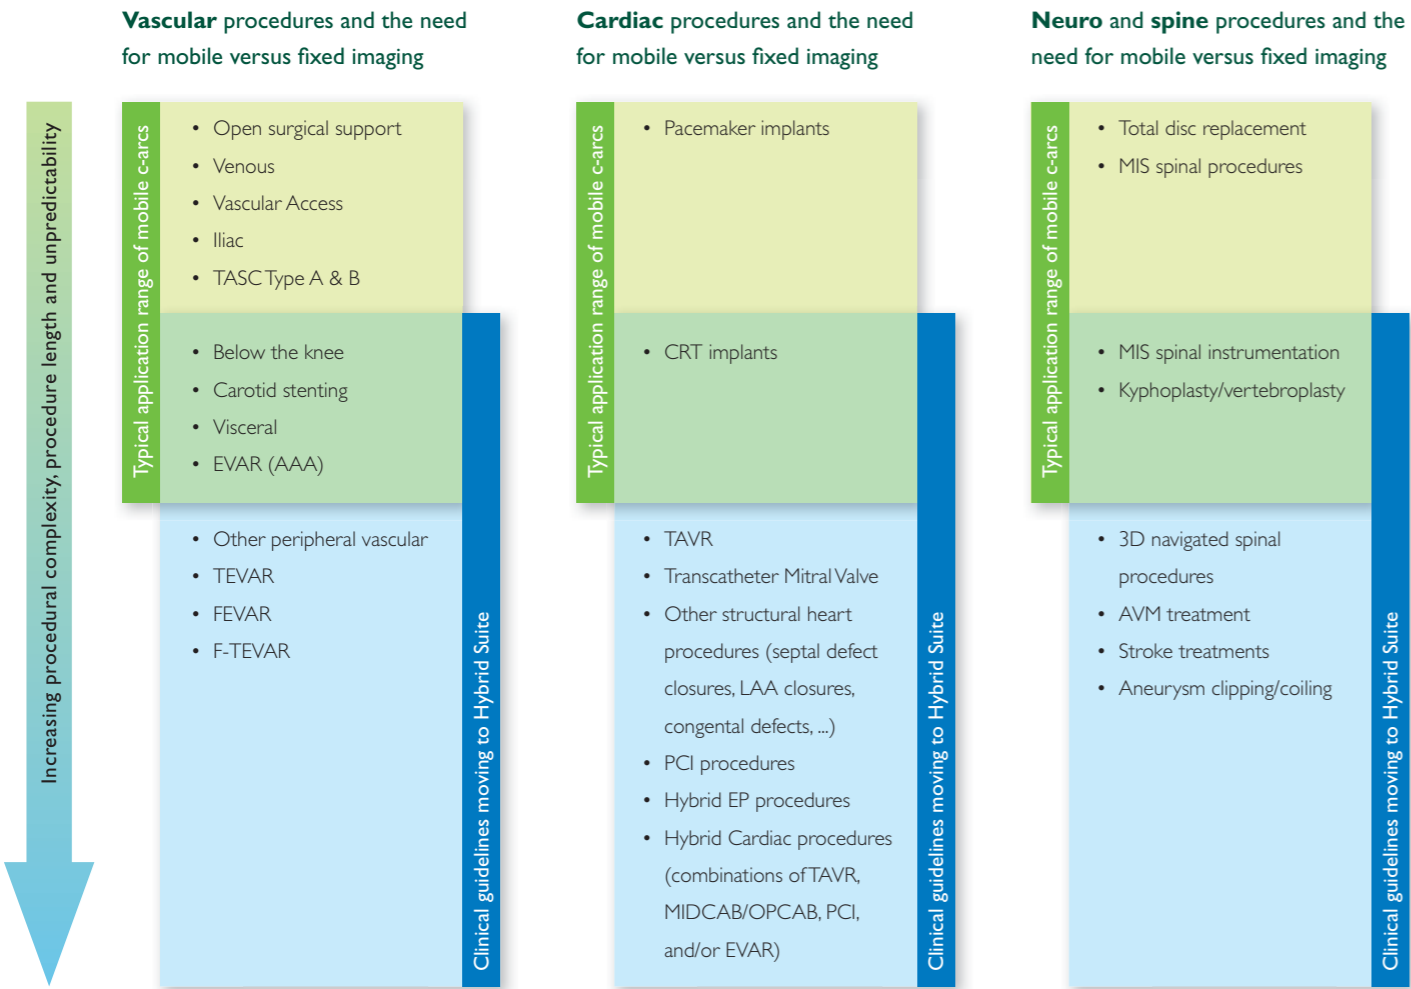 Increasing procedural complexity, procedure length and unpredictability
Vascular procedures and the need
for mobile versus fixed imaging
Typical application range of mobile c-arcs
• Open surgical support
• Venous
• Vascular Access
• Iliac
• TASC Type A & B
• Below the knee
• Carotid stenting
• Visceral
• EVAR (AAA)
• Other peripheral vascular
• TEVAR
• FEVAR
• F-TEVAR
Clinical guidelines moving to Hybrid Suite
Cardiac procedures and the need
for mobile versus fixed imaging
Typical application range of mobile c-arcs
• Pacemaker implants
• CRT implants
• TAVR
• Transcatheter Mitral Valve
• Other structural heart
procedures (septal defect
closures, LAA closures,
congental defects, ...)
• PCI procedures
• Hybrid EP procedures
• Hybrid Cardiac procedures
(combinations of TAVR,
MIDCAB/OPCAB, PCI,
and/or EVAR)
Clinical guidelines moving to Hybrid Suite
Neuro and spine procedures and the
need for mobile versus fixed imaging
Typical application range of mobile c-arcs
• Total disc replacement
• MIS spinal procedures
• MIS spinal instrumentation
• Kyphoplasty/vertebroplasty
• 3D navigated spinal
procedures
• AVM treatment
• Stroke treatments
• Aneurysm clipping/coiling
Clinical guidelines moving to Hybrid Suite